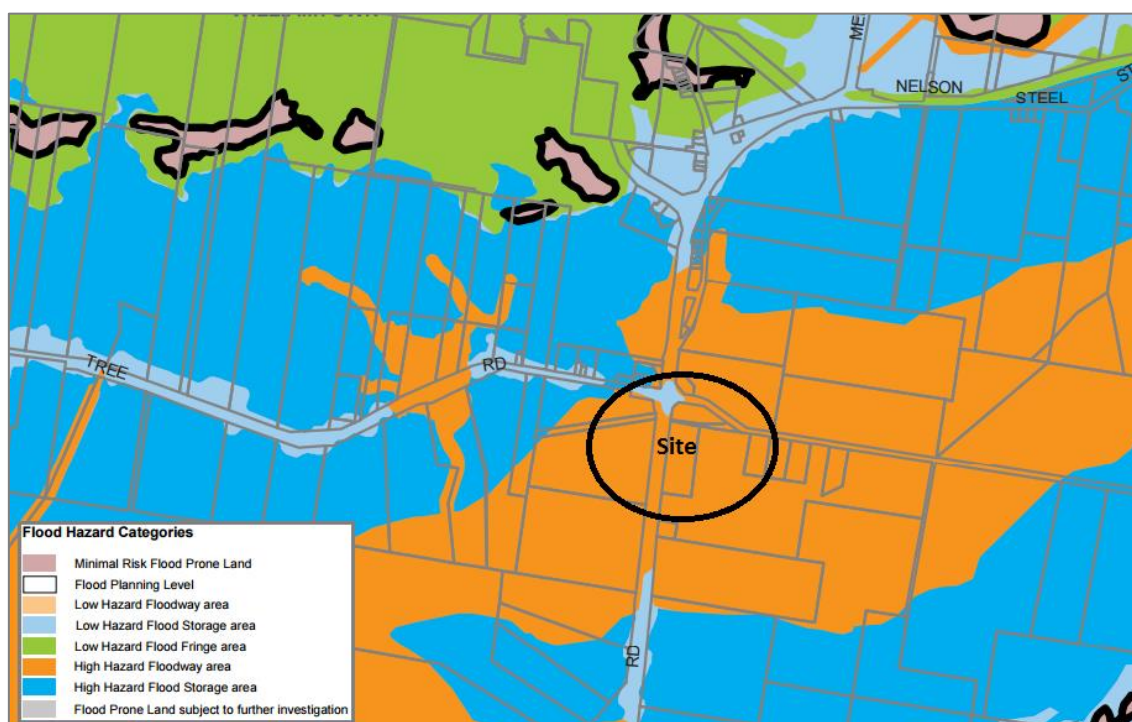 WILLIAMTOWN
NELSON
STEEL
TREE
RD
Site
RD
Flood Hazard Categories
Minimal Risk Flood Prone Land
Flood Planning Level
Low Hazard Floodway area
Low Hazard Flood Storage area
Low Hazard Flood Fringe area
High Hazard Floodway area
High Hazard Flood Storage area
Flood Prone Land subject to further investigation